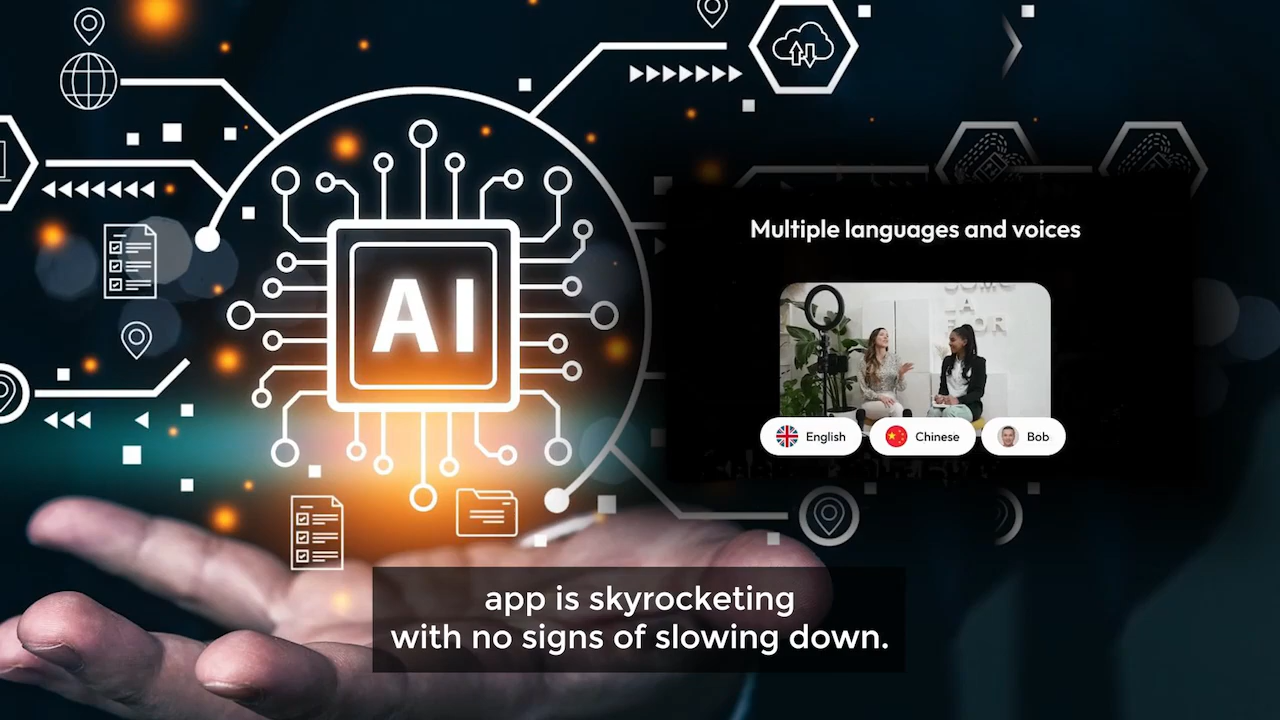 AI
Multiple languages and voices
English
Chinese
Bob
app is skyrocketing
with no signs of slowing down.